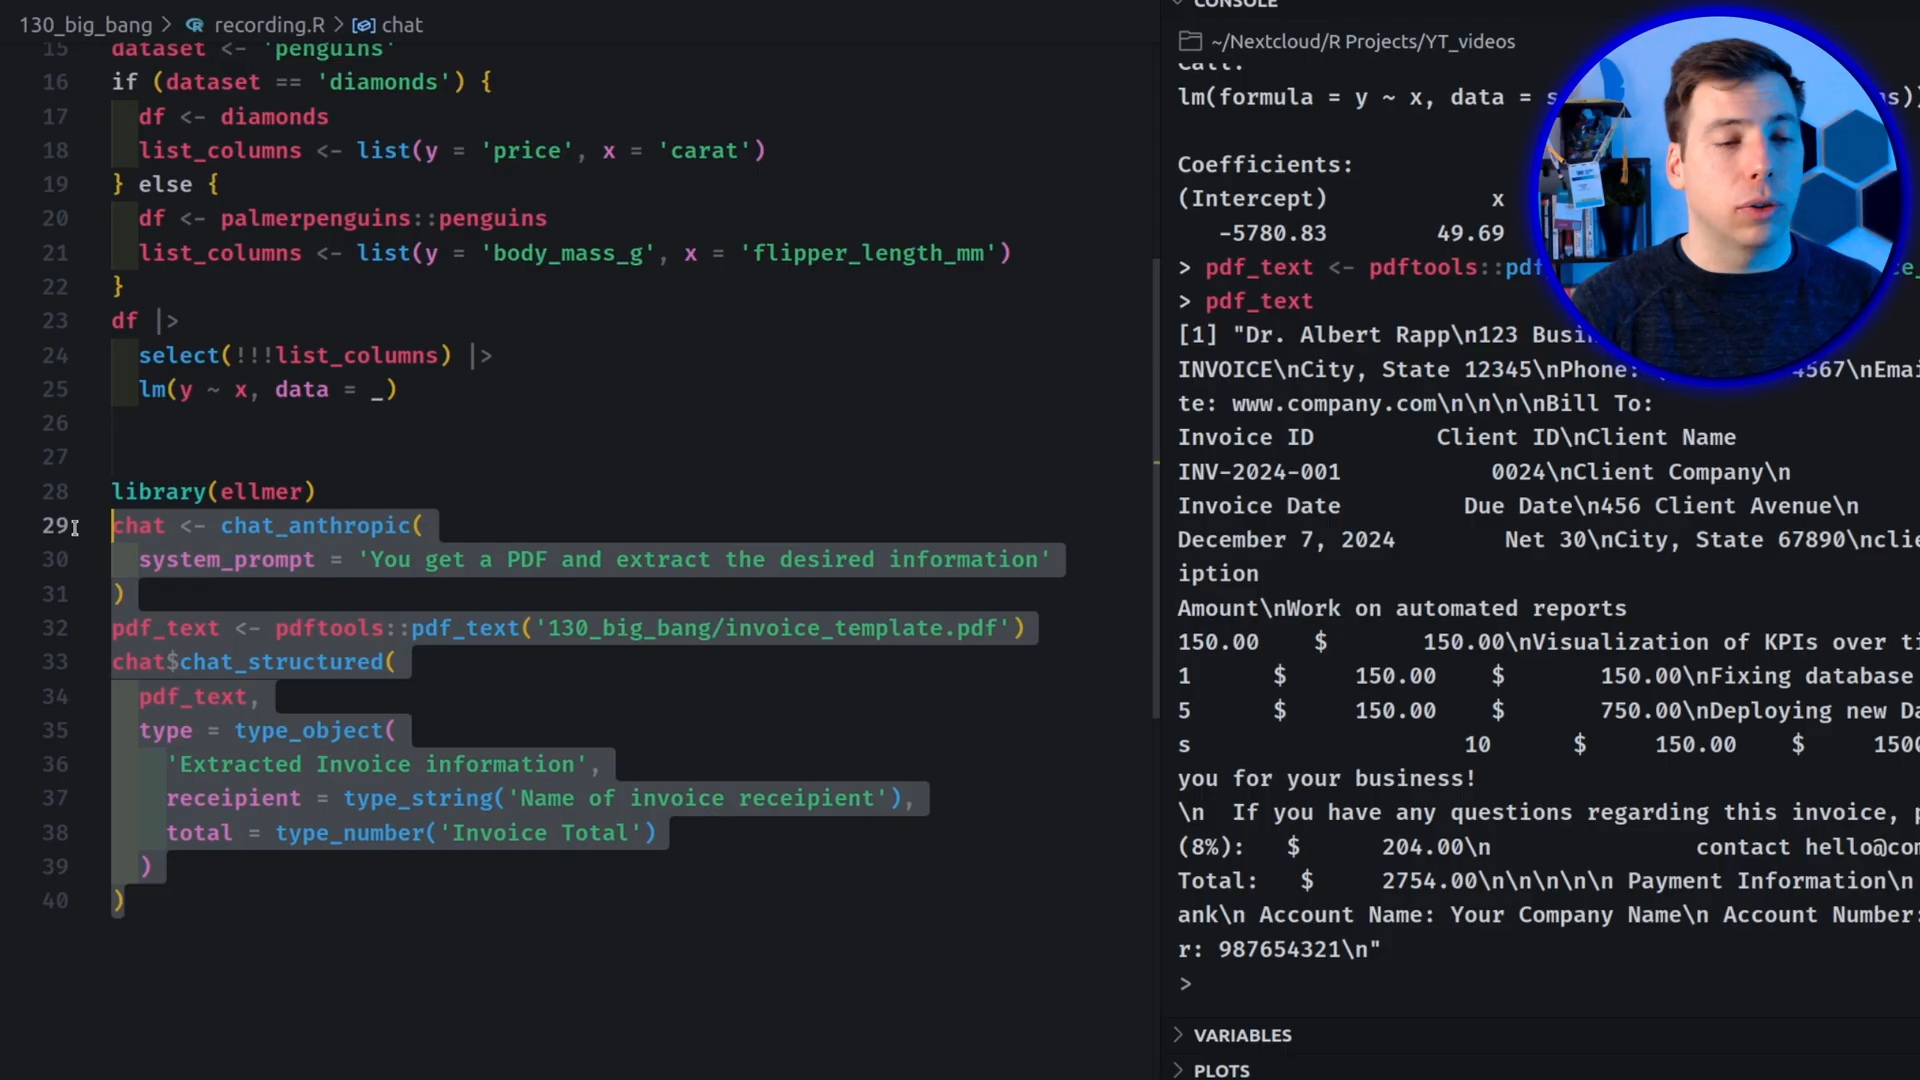 130_big_bang > recording.R > chat
15 dataset <- 'penguins'
16 if (dataset == 'diamonds') {
17 df <- diamonds
18 list_columns <- list(y = 'price', x = 'carat')
19 } else {
20 df <- palmerpenguins::penguins
21 list_columns <- list(y = 'body_mass_g', x = 'flipper_length_mm')
22 }
23 df |>
24 select(!!!list_columns) |>
25 lm(y ~ x, data = _)
26
27
28 library(ellmer)
29 chat <- chat_anthropic(
30 system_prompt = 'You get a PDF and extract the desired information'
31 )
32 pdf_text <- pdftools::pdf_text('130_big_bang/invoice_template.pdf')
33 chat$chat_structured(
34 pdf_text,
35 type = type_object(
36 'Extracted Invoice information',
37 receipient = type_string('Name of invoice receipient'),
38 total = type_number('Invoice Total')
39 )
40 )
CONSOLE
~/Nextcloud/R Projects/YT_videos
Call:
lm(formula = y ~ x, data = s
Coefficients:
(Intercept) x
-5780.83 49.69
> pdf_text <- pdftools::pdf
> pdf_text
[1] "Dr. Albert Rapp\n123 Busi
INVOICE\nCity, State 12345\nPhone: 4567\nEmai
te: www.company.com\n\n\n\n\nBill To:
Invoice ID Client ID\nClient Name
INV-2024-001 0024\nClient Company\n
Invoice Date Due Date\n456 Client Avenue\n
December 7, 2024 Net 30\nCity, State 67890\nclie
iption
Amount\nWork on automated reports
150.00 $ 150.00\nVisualization of KPIs over ti
1 $ 150.00 $ 150.00\nFixing database
5 $ 150.00 $ 750.00\nDeploying new Da
s 10 $ 150.00 $ 1500
you for your business!
\n If you have any questions regarding this invoice, p
(8%): $ 204.00\n contact hello@com
Total: $ 2754.00\n\n\n\n\n\n Payment Information\n
ank\n Account Name: Your Company Name\n Account Number:
r: 987654321\n"
>
VARIABLES
PLOTS